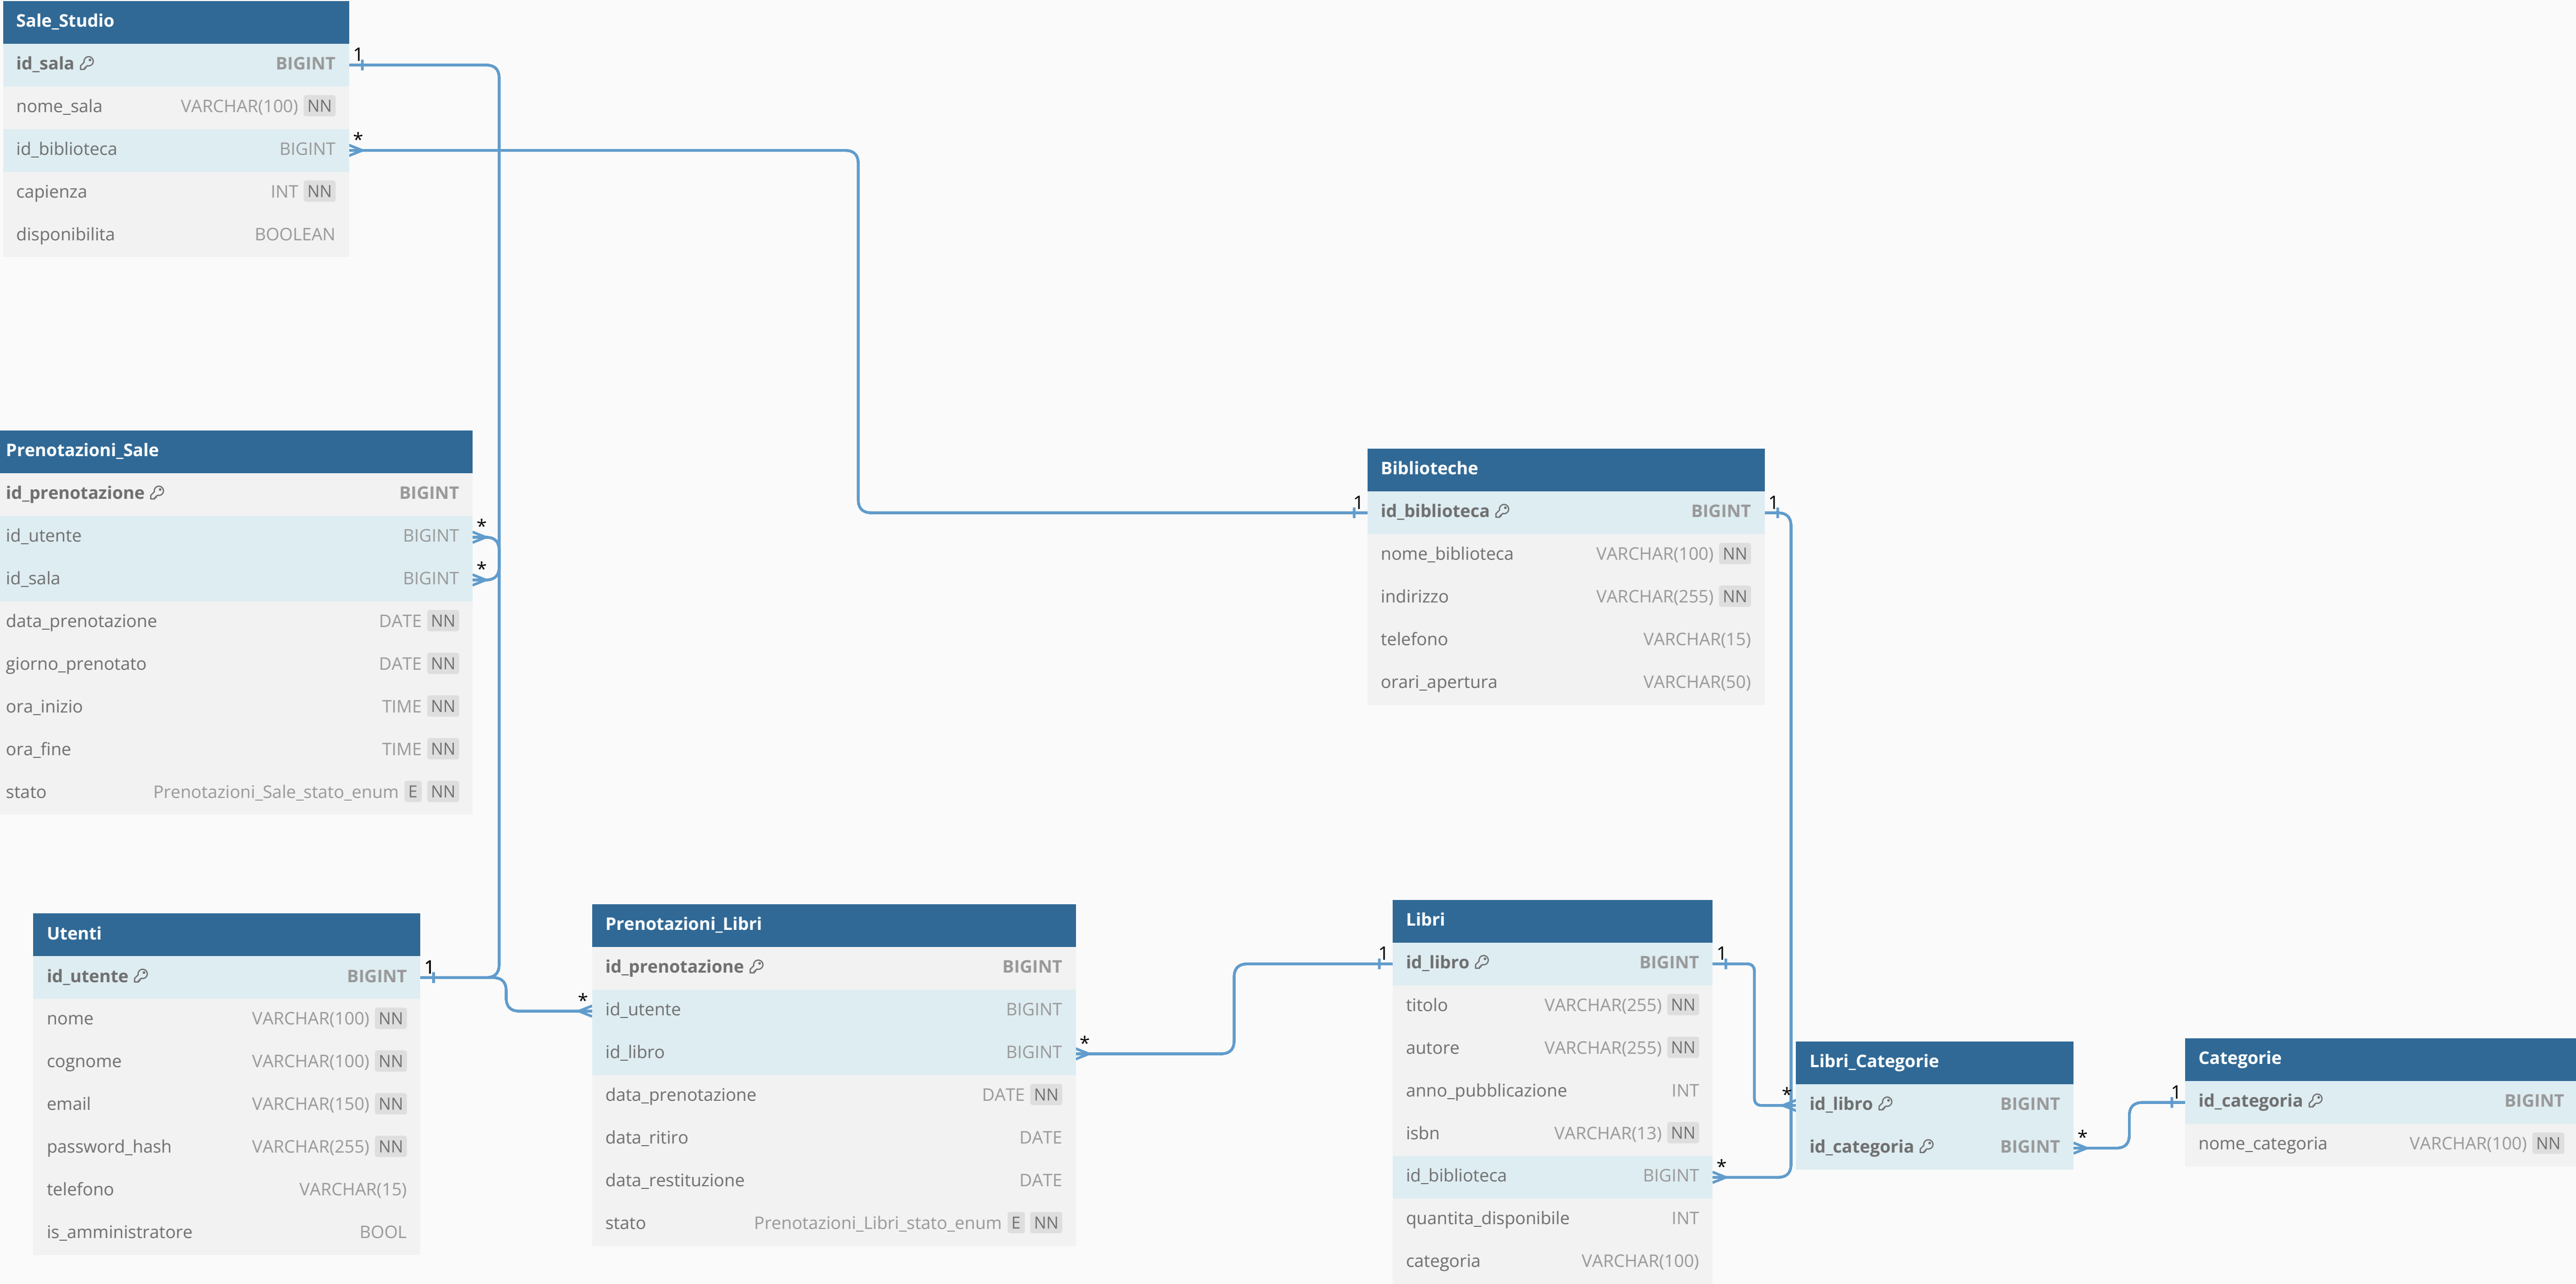 Sale_Studio
id_sala BIGINT
nome_sala VARCHAR(100) NN
id_biblioteca BIGINT
capienza INT NN
disponibilita BOOLEAN
1
*
Prenotazioni_Sale
id_prenotazione BIGINT
id_utente BIGINT
id_sala BIGINT
data_prenotazione DATE NN
giorno_prenotato DATE NN
ora_inizio TIME NN
ora_fine TIME NN
stato Prenotazioni_Sale_stato_enum E NN
*
*
Biblioteche
id_biblioteca BIGINT
nome_biblioteca VARCHAR(100) NN
indirizzo VARCHAR(255) NN
telefono VARCHAR(15)
orari_apertura VARCHAR(50)
1
1
Utenti
id_utente BIGINT
nome VARCHAR(100) NN
cognome VARCHAR(100) NN
email VARCHAR(150) NN
password_hash VARCHAR(255) NN
telefono VARCHAR(15)
is_amministratore BOOL
1
Prenotazioni_Libri
id_prenotazione BIGINT
id_utente BIGINT
id_libro BIGINT
data_prenotazione DATE NN
data_ritiro DATE
data_restituzione DATE
stato Prenotazioni_Libri_stato_enum E NN
*
*
Libri
id_libro BIGINT
titolo VARCHAR(255) NN
autore VARCHAR(255) NN
anno_pubblicazione INT
isbn VARCHAR(13) NN
id_biblioteca BIGINT
quantita_disponibile INT
categoria VARCHAR(100)
1
1
*
Libri_Categorie
id_libro BIGINT
id_categoria BIGINT
*
*
Categorie
id_categoria BIGINT
nome_categoria VARCHAR(100) NN
1